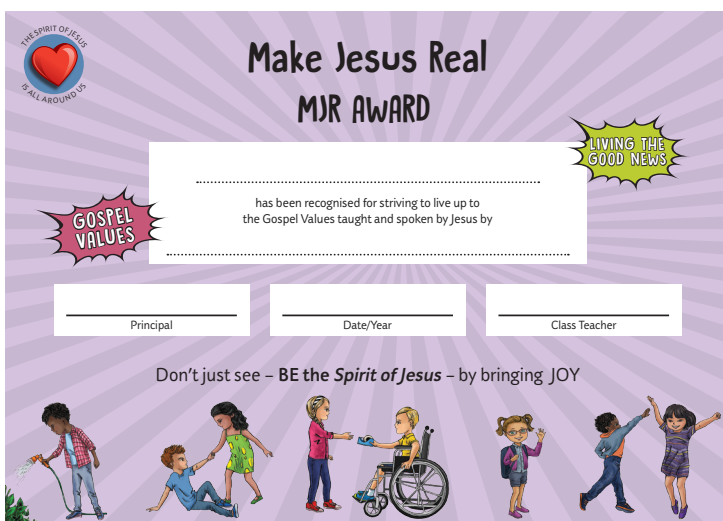 THE SPIRIT OF JESUS
IS ALL AROUND US
Make Jesus Real
MJR AWARD
LIVING THE
GOOD NEWS
has been recognised for striving to live up to
the Gospel Values taught and spoken by Jesus by
GOSPEL
VALUES
Principal
Date/Year
Class Teacher
Don't just see – BE the Spirit of Jesus – by bringing JOY